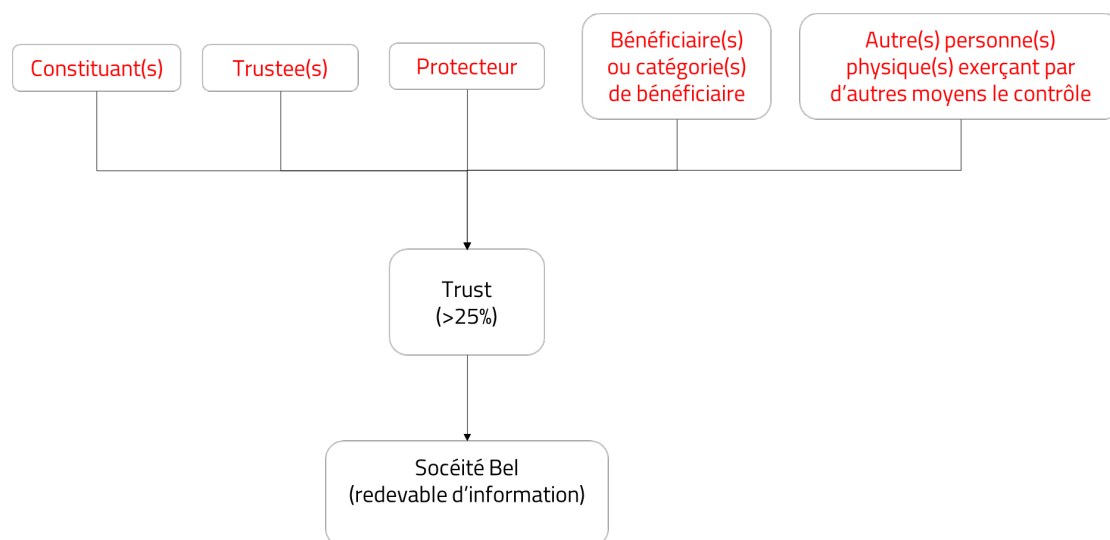 Constituant(s)
Trustee(s)
Protecteur
Bénéficiaire(s)
ou catégorie(s)
de bénéficiaire
Autre(s) personne(s)
physique(s) exerçant par
d'autres moyens le contrôle
Trust
(>25%)
Socéité Bel
(redevable d'information)